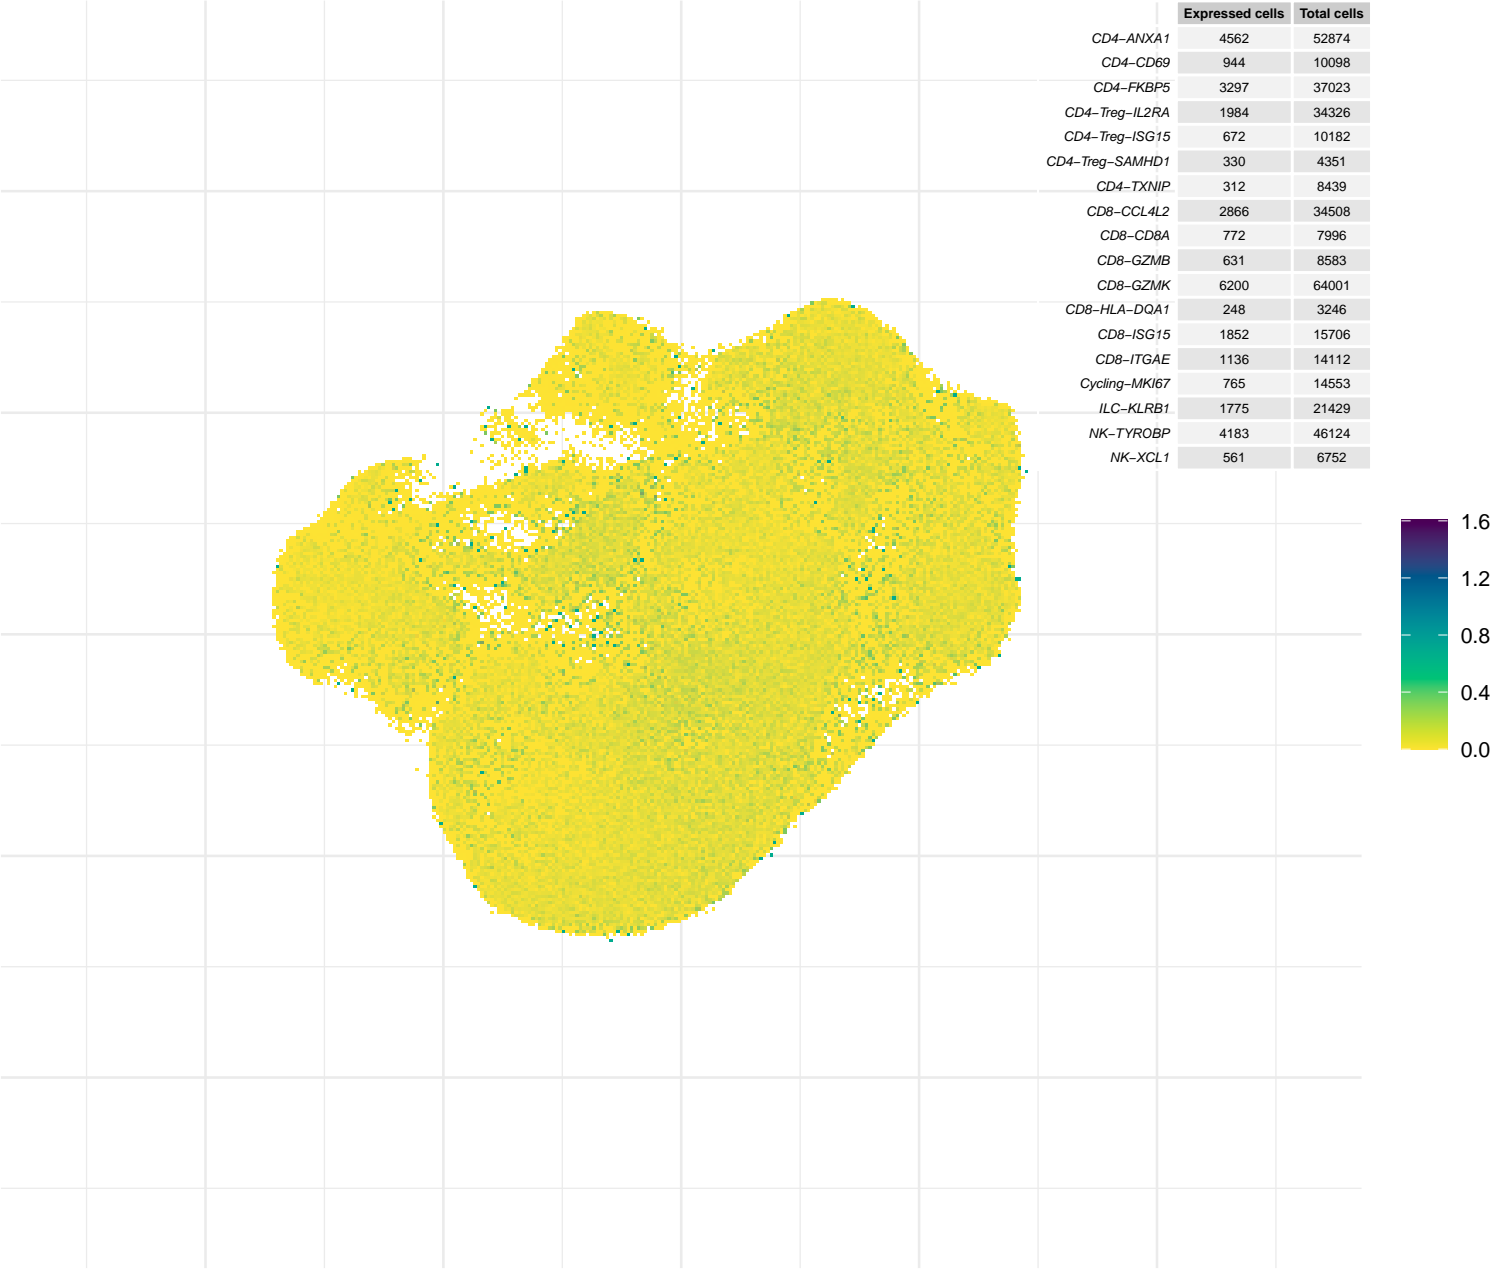 Expressed cells Total cells
CD4−ANXA1 4562 52874
CD4−CD69 944 10098
CD4−FKBP5 3297 37023
CD4−Treg−IL2RA 1984 34326
CD4−Treg−ISG15 672 10182
CD4−Treg−SAMHD1 330 4351
CD4−TXNIP 312 8439
CD8−CCL4L2 2866 34508
CD8−CD8A 772 7996
CD8−GZMB 631 8583
CD8−GZMK 6200 64001
CD8−HLA−DQA1 248 3246
CD8−ISG15 1852 15706
CD8−ITGAE 1136 14112
Cycling−MKI67 765 14553
ILC−KLRB1 1775 21429
NK−TYROBP 4183 46124
NK−XCL1 561 6752
1.6
1.2
0.8
0.4
0.0